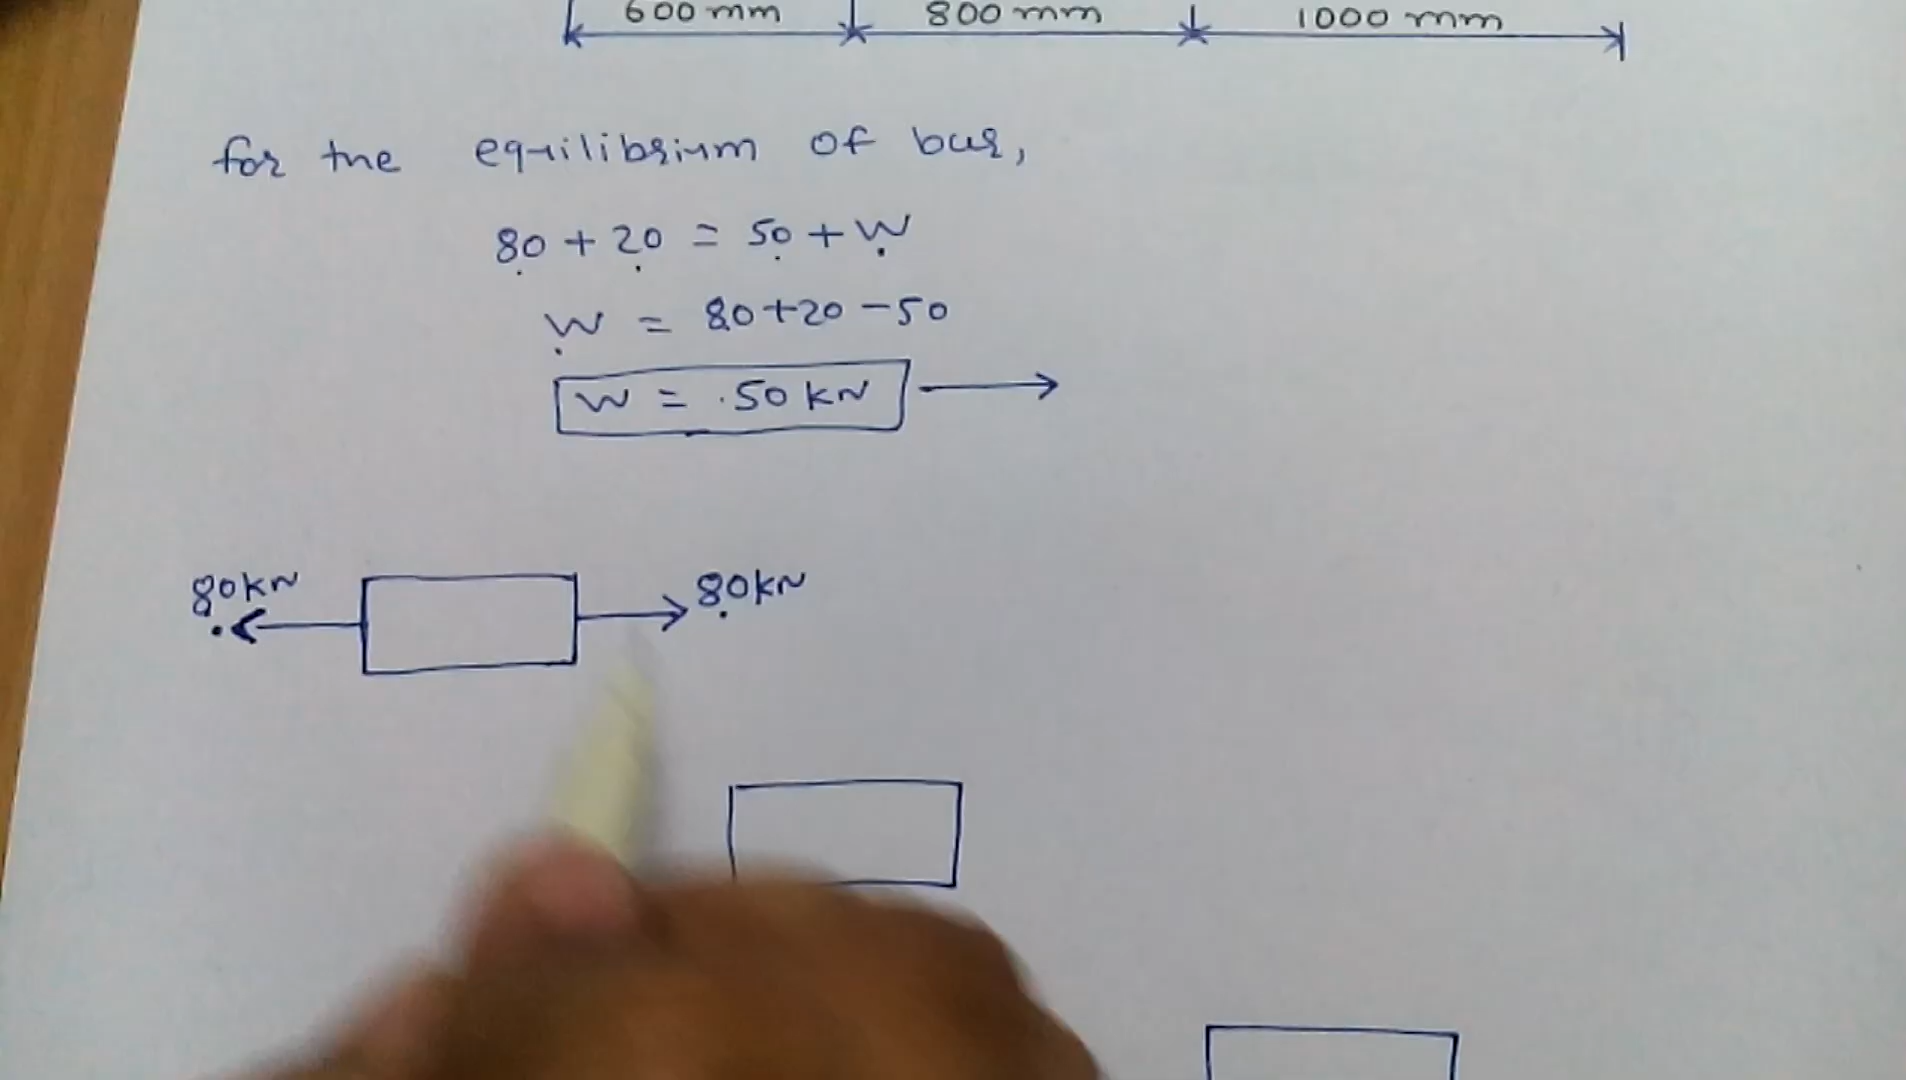 600 mm 800 mm 1000 mm
for the equilibrium of bar,
80 + 20 = 50 + W
W = 80+20-50
W = 50 kN
80kN 80kN